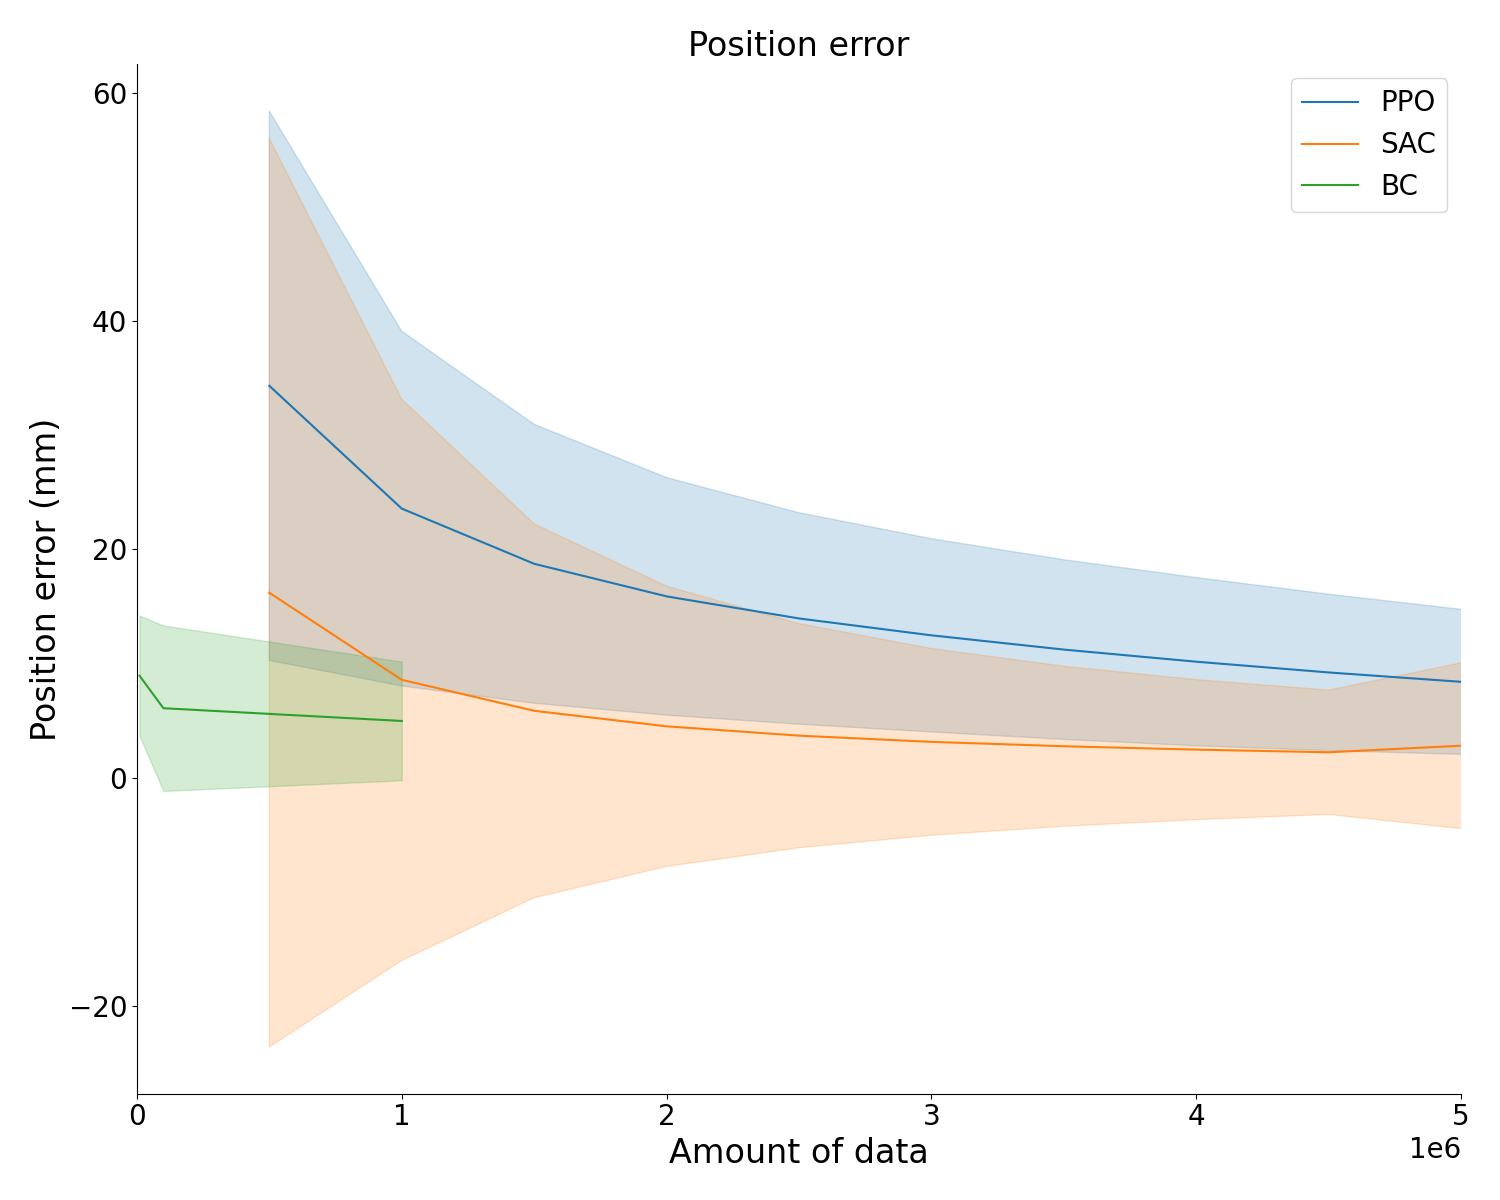 Position error
PPO
SAC
BC
Position error (mm)
60
40
20
0
−20
0 1 2 3 4 5
1e6
Amount of data